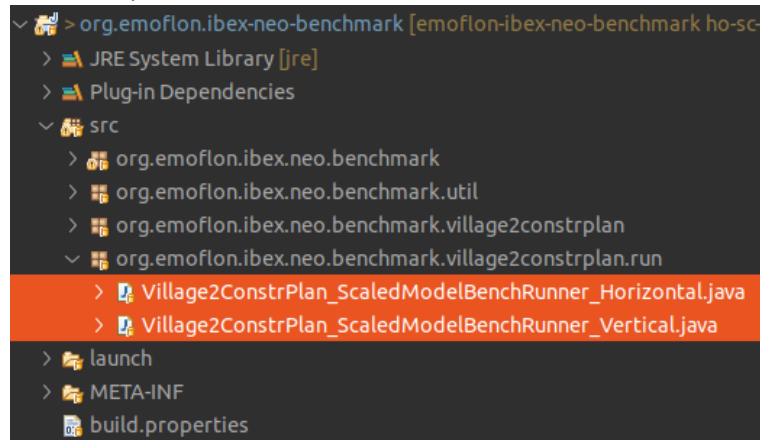 > org.emoflon.ibex-neo-benchmark [emoflon-ibex-neo-benchmark ho-sc-
JRE System Library [jre]
Plug-in Dependencies
src
org.emoflon.ibex.neo.benchmark
org.emoflon.ibex.neo.benchmark.util
org.emoflon.ibex.neo.benchmark.village2constrplan
org.emoflon.ibex.neo.benchmark.village2constrplan.run
Village2ConstrPlan_ScaledModelBenchRunner_Horizontal.java
Village2ConstrPlan_ScaledModelBenchRunner_Vertical.java
launch
META-INF
build.properties